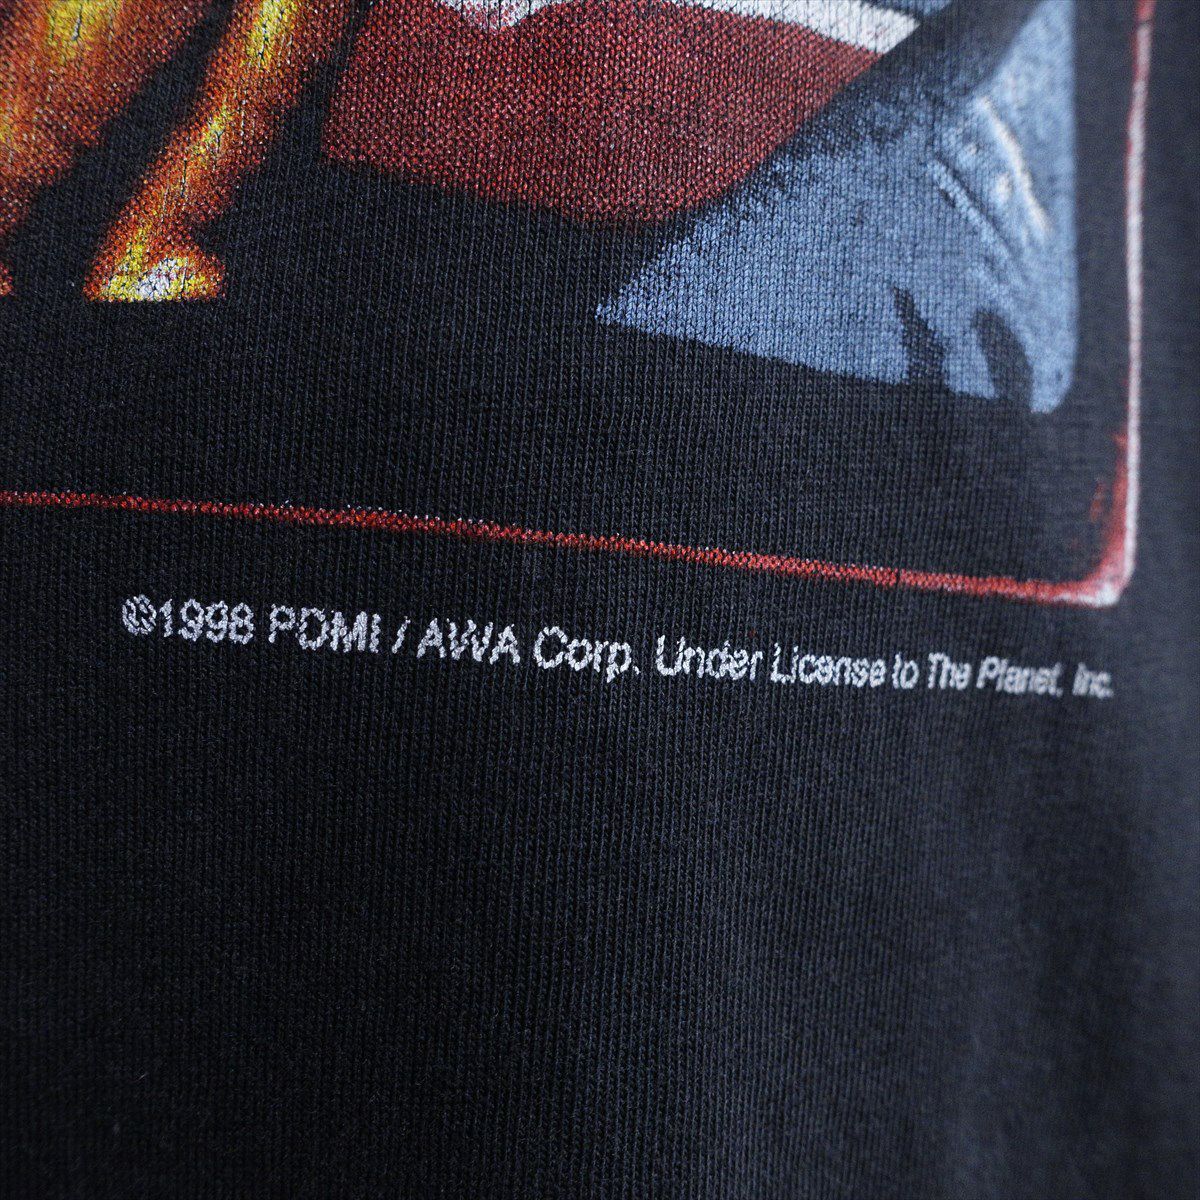 ©1998 PDMI / AWA Corp. Under License to The Planet, Inc.